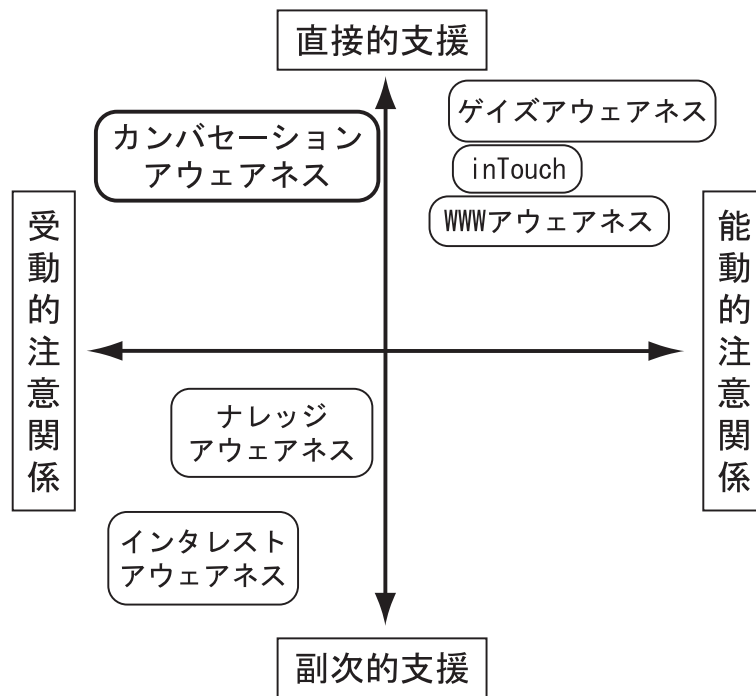 直接的支援
ゲイズアウェアネス
カンバセーション
アウェアネス
inTouch
WWWアウェアネス
受動的注意関係
能動的注意関係
ナレッジ
アウェアネス
インタレスト
アウェアネス
副次的支援